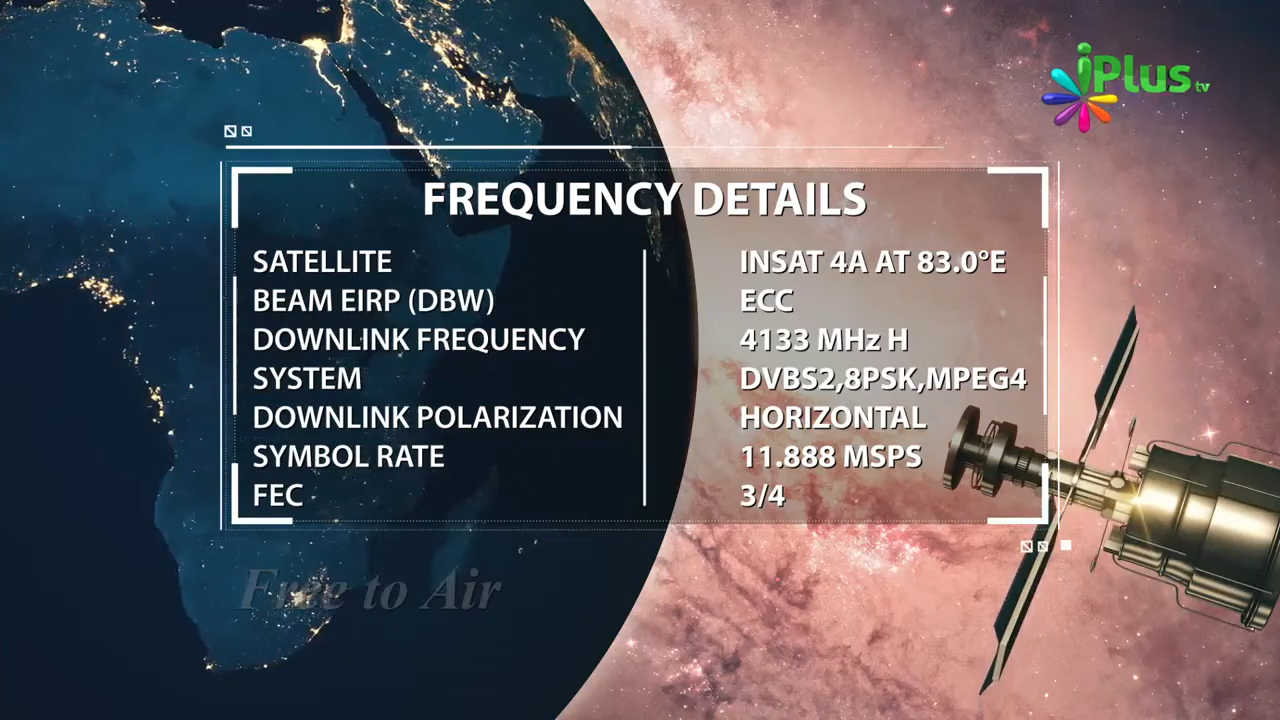 iPlus tv
FREQUENCY DETAILS
SATELLITE INSAT 4A AT 83.0°E
BEAM EIRP (DBW) ECC
DOWNLINK FREQUENCY 4133 MHz H
SYSTEM DVBS2,8PSK,MPEG4
DOWNLINK POLARIZATION HORIZONTAL
SYMBOL RATE 11.888 MSPS
FEC 3/4
Free to Air